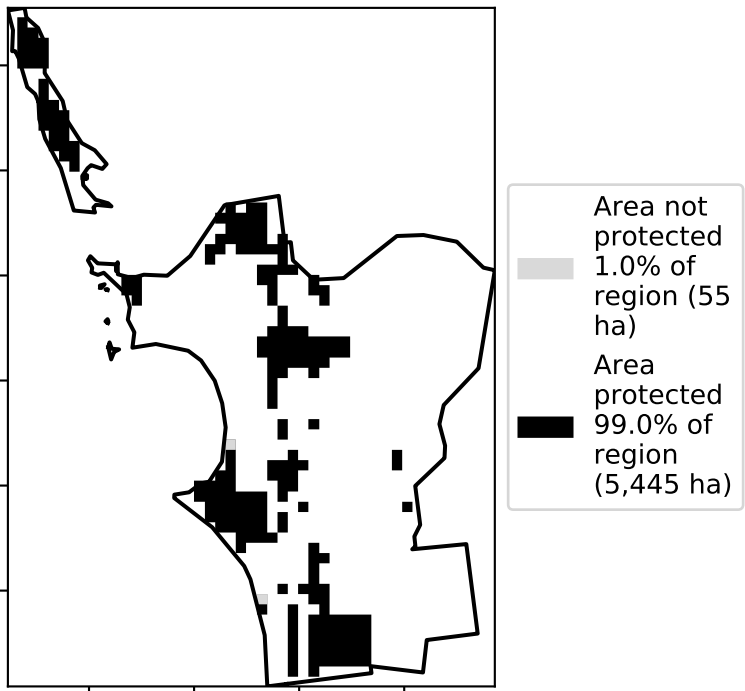 Area not
protected
1.0% of
region (55
ha)
Area
protected
99.0% of
region
(5,445 ha)